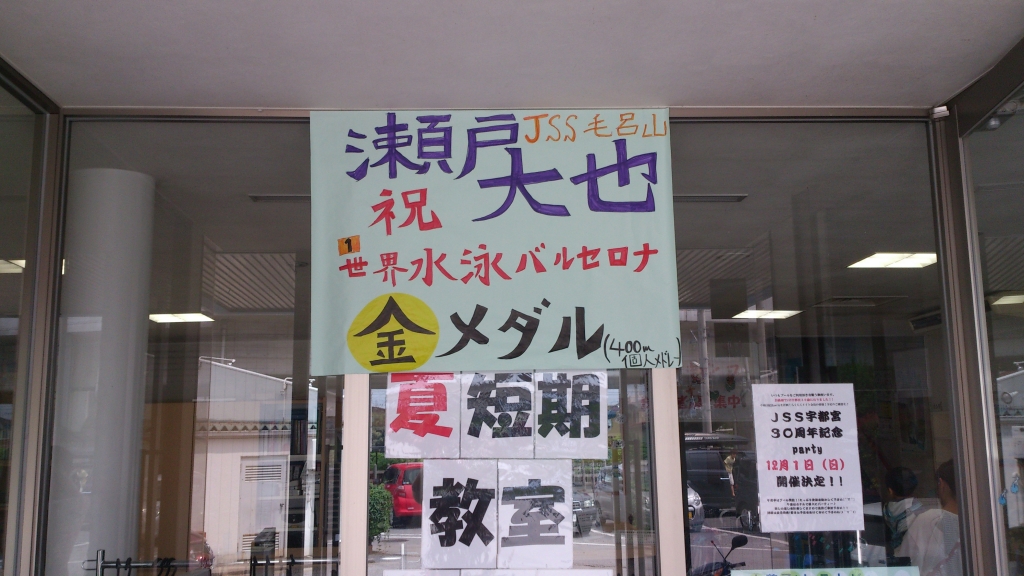 JSS毛呂山
瀬戸
大也
祝
1
世界水泳バルセロナ
金メダル
(400m
個人メドレー)
夏短期
教室
JSS宇都宮
30周年記念
party
12月1日(日)
開催決定!!